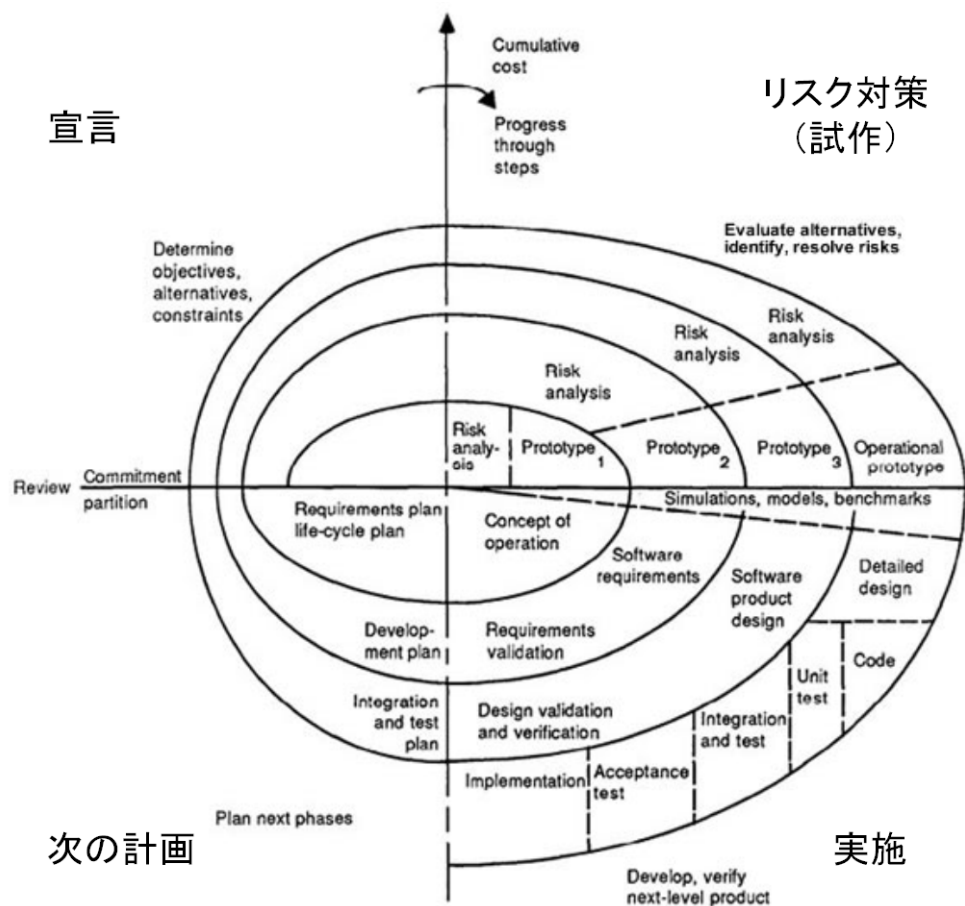 Cumulative
cost
Progress
through
steps
宣言
リスク対策
（試作）
Evaluate alternatives,
identify, resolve risks
Determine
objectives,
alternatives,
constraints
Risk
analysis
Risk
analysis
Risk
analysis
Risk
analy-
sis
Prototype 1
Prototype 2
Prototype 3
Operational
prototype
Review
Commitment
partition
Simulations, models, benchmarks
Requirements plan
life-cycle plan
Concept of
operation
Software
requirements
Software
product
design
Detailed
design
Develop-
ment plan
Requirements
validation
Code
Unit
test
Integration
and test
plan
Design validation
and verification
Integration
and test
Implementation
Acceptance
test
Plan next phases
次の計画
実施
Develop, verify
next-level product